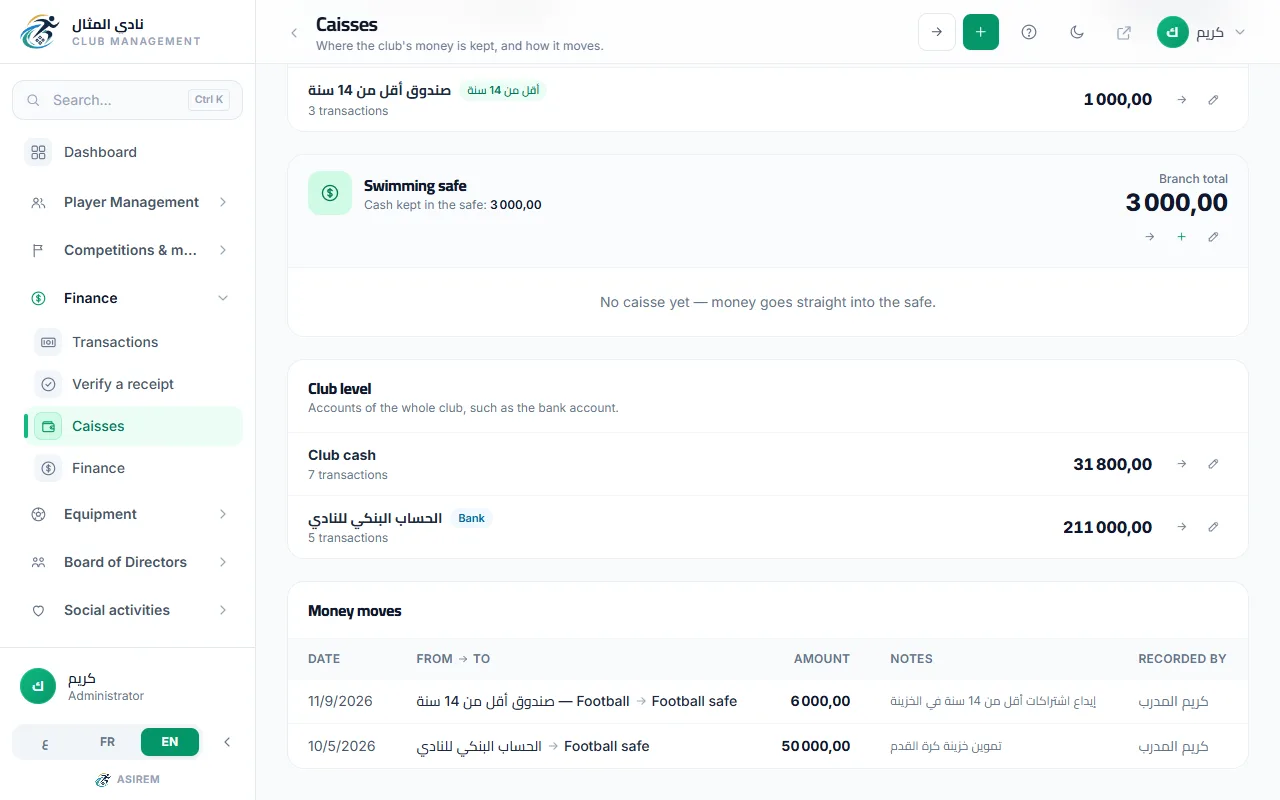 نادي المثال
CLUB MANAGEMENT
Search...
Ctrl K
Dashboard
Player Management
Competitions & m...
Finance
Transactions
Verify a receipt
Caisses
Finance
Equipment
Board of Directors
Social activities
ك
كريم
Administrator
ع
FR
EN
ASIREM
Caisses
Where the club's money is kept, and how it moves.
ك
كريم
صندوق أقل من 14 سنة
أقل من 14 سنة
3 transactions
1 000,00
Swimming safe
Cash kept in the safe: 3 000,00
Branch total
3 000,00
No caisse yet — money goes straight into the safe.
Club level
Accounts of the whole club, such as the bank account.
Club cash
7 transactions
31 800,00
الحساب البنكي للنادي
Bank
5 transactions
211 000,00
Money moves
DATE FROM → TO AMOUNT NOTES RECORDED BY
11/9/2026 صندوق أقل من 14 سنة — Football → Football safe 6 000,00 إيداع اشتراكات أقل من 14 سنة في الخزينة كريم المدرب
10/5/2026 الحساب البنكي للنادي → Football safe 50 000,00 تموين خزينة كرة القدم كريم المدرب